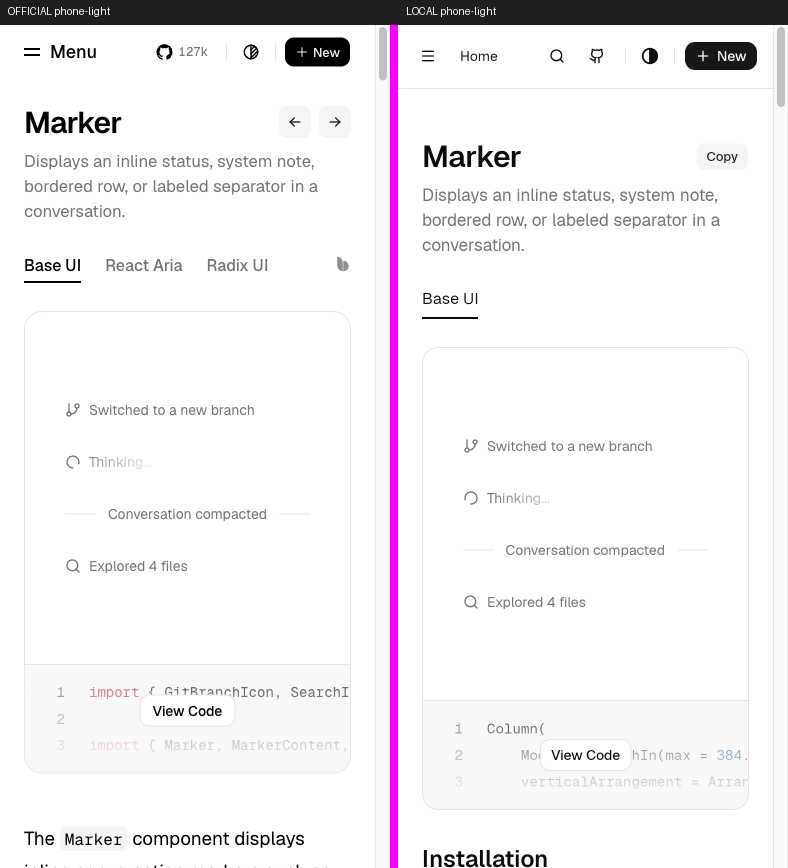 OFFICIAL phone-light
Menu
127k
New
Marker
Displays an inline status, system note,
bordered row, or labeled separator in a
conversation.
Base UI
React Aria
Radix UI
Switched to a new branch
Thinking...
Conversation compacted
Explored 4 files
1 import { GitBranchIcon, SearchI
2
View Code
3 import { Marker, MarkerContent,
The Marker component displays
LOCAL phone-light
Home
New
Marker
Copy
Displays an inline status, system note,
bordered row, or labeled separator in a
conversation.
Base UI
Switched to a new branch
Thinking...
Conversation compacted
Explored 4 files
1 Column(
2 hIn(max = 384.
View Code
3 verticalArrangement = Arran
Installation